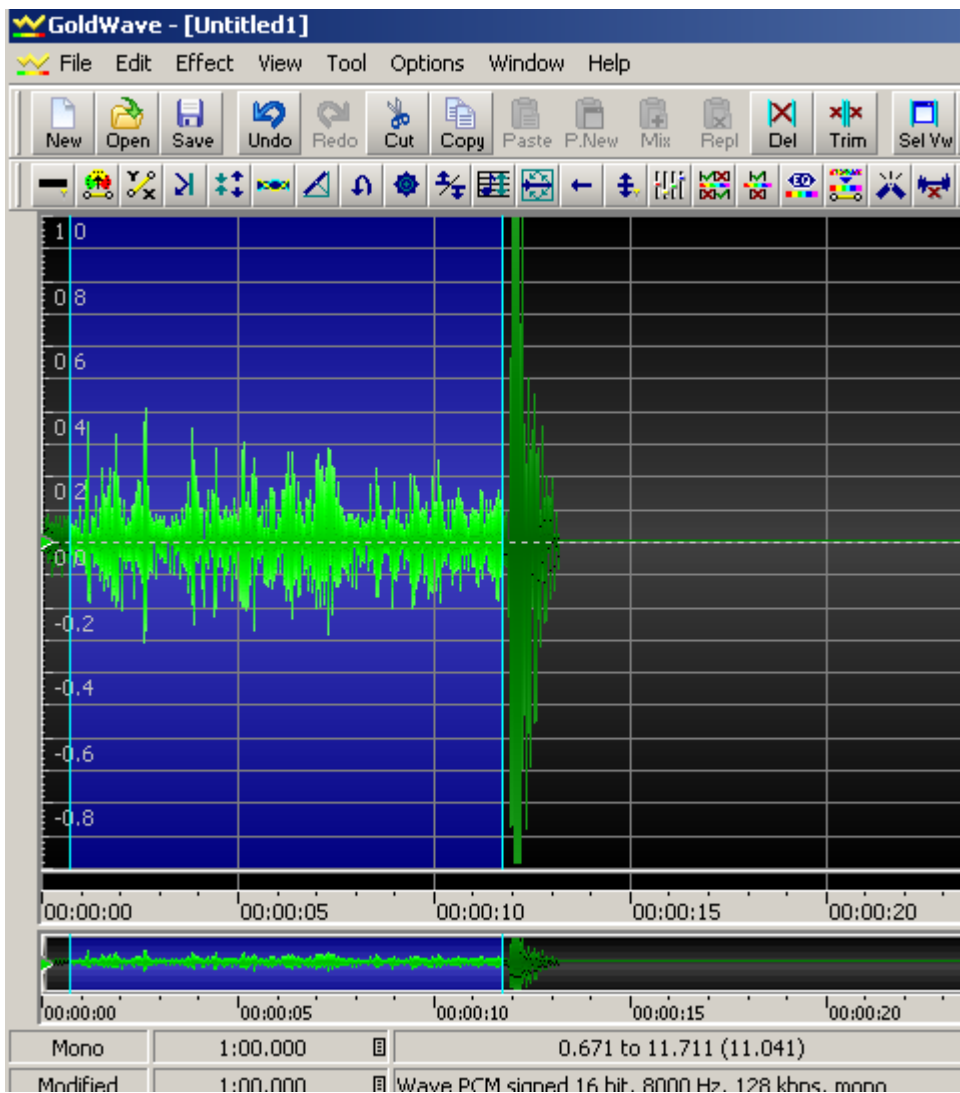 GoldWave - [Untitled1]
File Edit Effect View Tool Options Window Help
New Open Save Undo Redo Cut Copy Paste P.New Mix Repl Del Trim Sel Vw
1.0
0.8
0.6
0.4
0.2
0.0
-0.2
-0.4
-0.6
-0.8
00:00:00 00:00:05 00:00:10 00:00:15 00:00:20
00:00:00 00:00:05 00:00:10 00:00:15 00:00:20
Mono 1:00.000 0.671 to 11.711 (11.041)
Modified 1:00.000 Wave PCM signed 16 bit, 8000 Hz, 128 kbps, mono